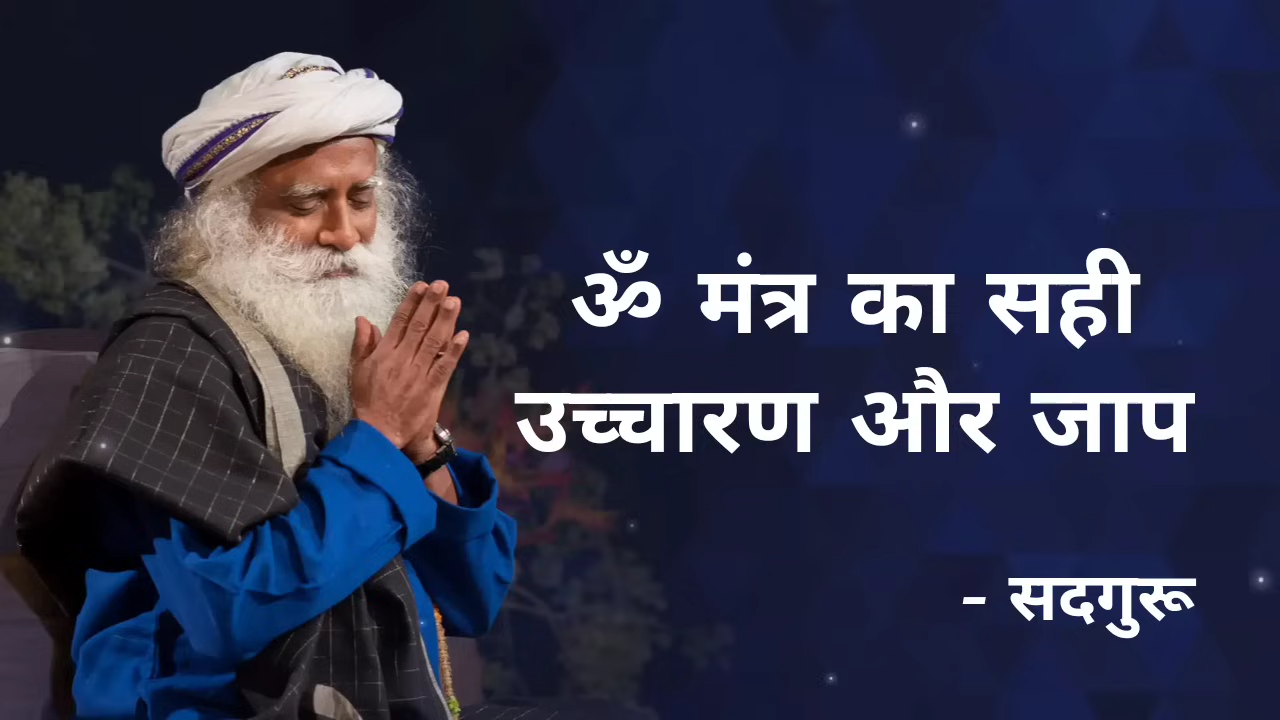 ॐ मंत्र का सही
उच्चारण और जाप
- सदगुरू